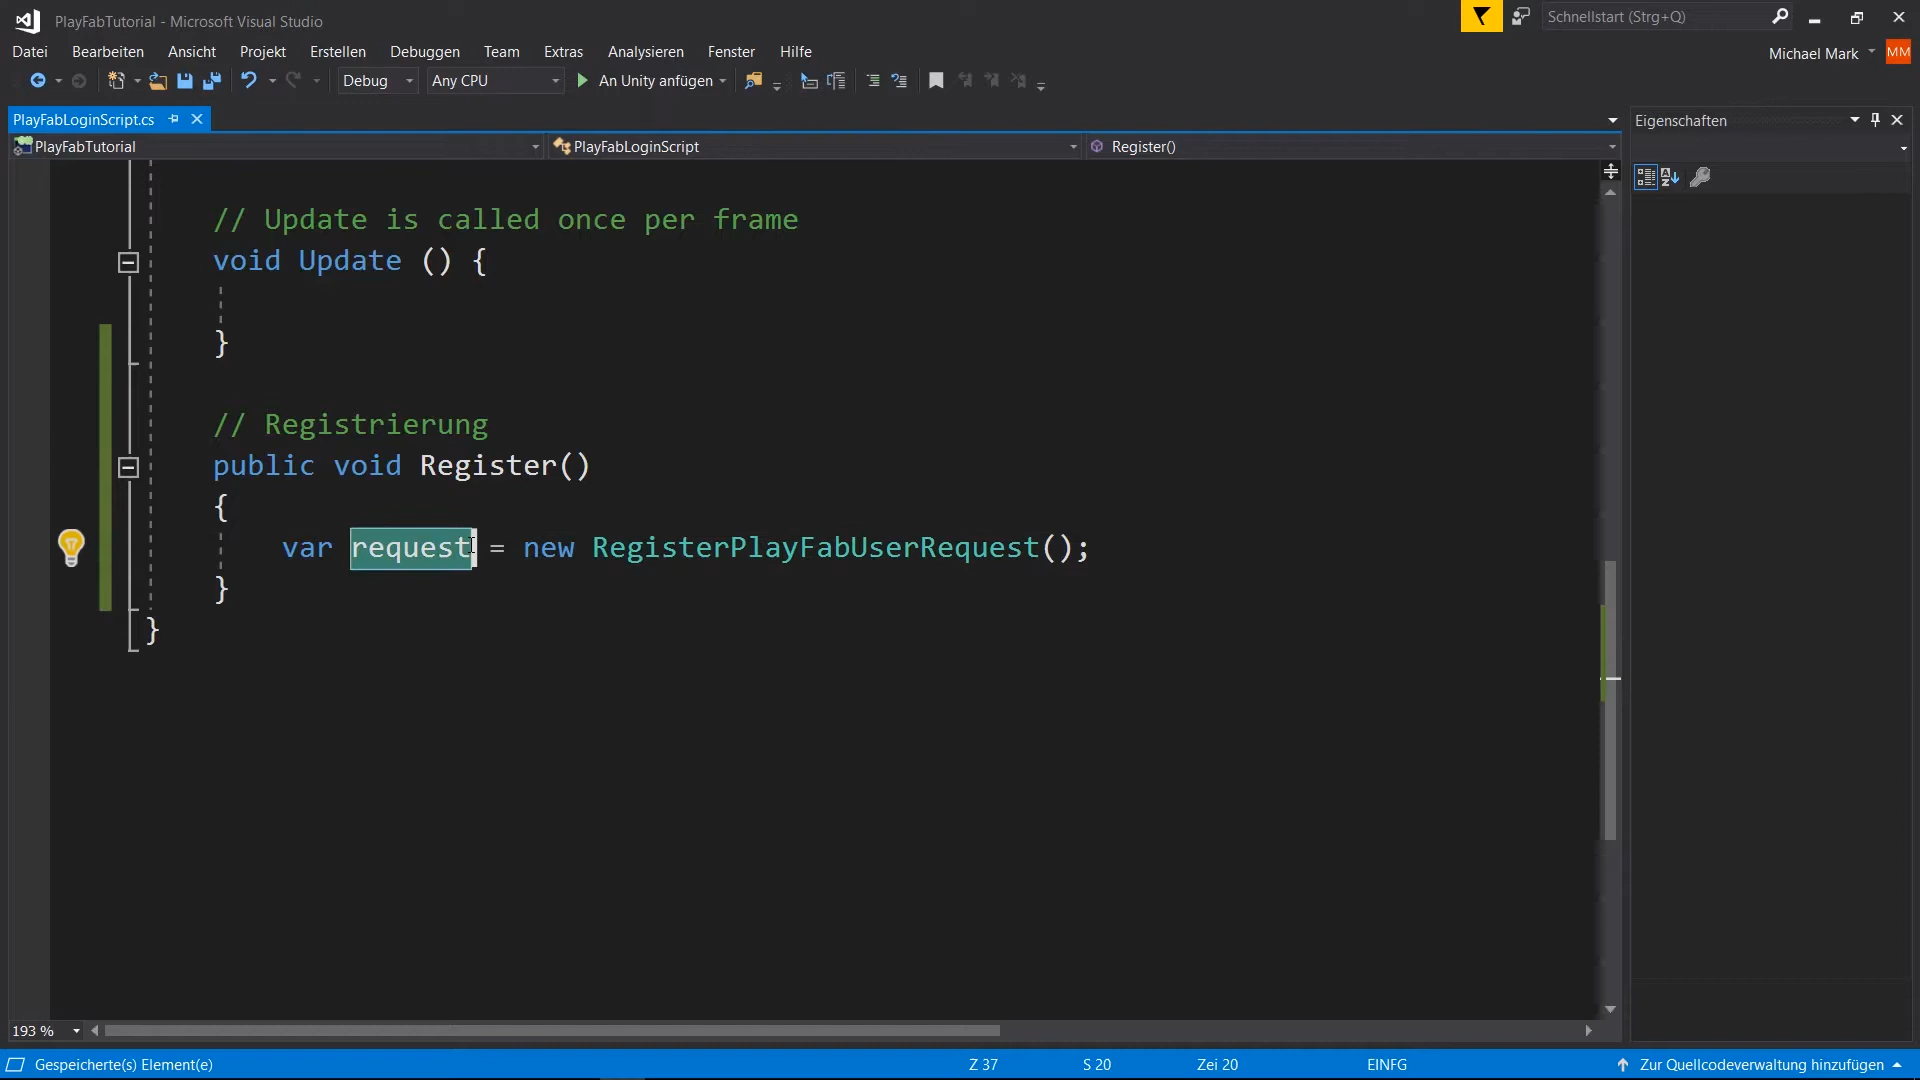 PlayFabTutorial - Microsoft Visual Studio
Schnellstart (Strg+Q)
Datei Bearbeiten Ansicht Projekt Erstellen Debuggen Team Extras Analysieren Fenster Hilfe
Michael Mark MM
Debug Any CPU An Unity anfügen
PlayFabLoginScript.cs
Eigenschaften
PlayFabTutorial PlayFabLoginScript Register()
// Update is called once per frame
void Update () {
}
// Registrierung
public void Register()
{
var request = new RegisterPlayFabUserRequest();
}
}
193 %
Gespeicherte(s) Element(e) Z 37 S 20 Zei 20 EINFG Zur Quellcodeverwaltung hinzufügen